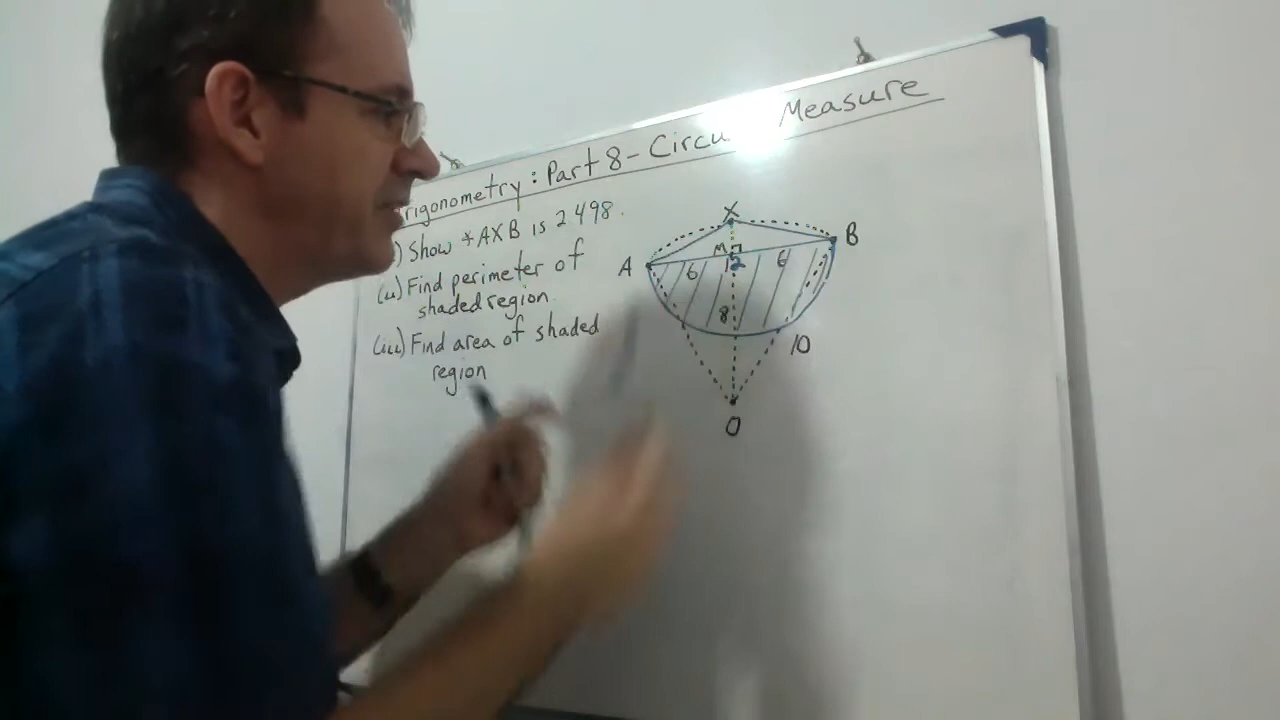 rigonometry: Part 8 - Circu Measure
) Show ∡AXB is 2.498.
(ii) Find perimeter of
shaded region
(iii) Find area of shaded
region
X
B
A
M
6
12
6
8
10
O